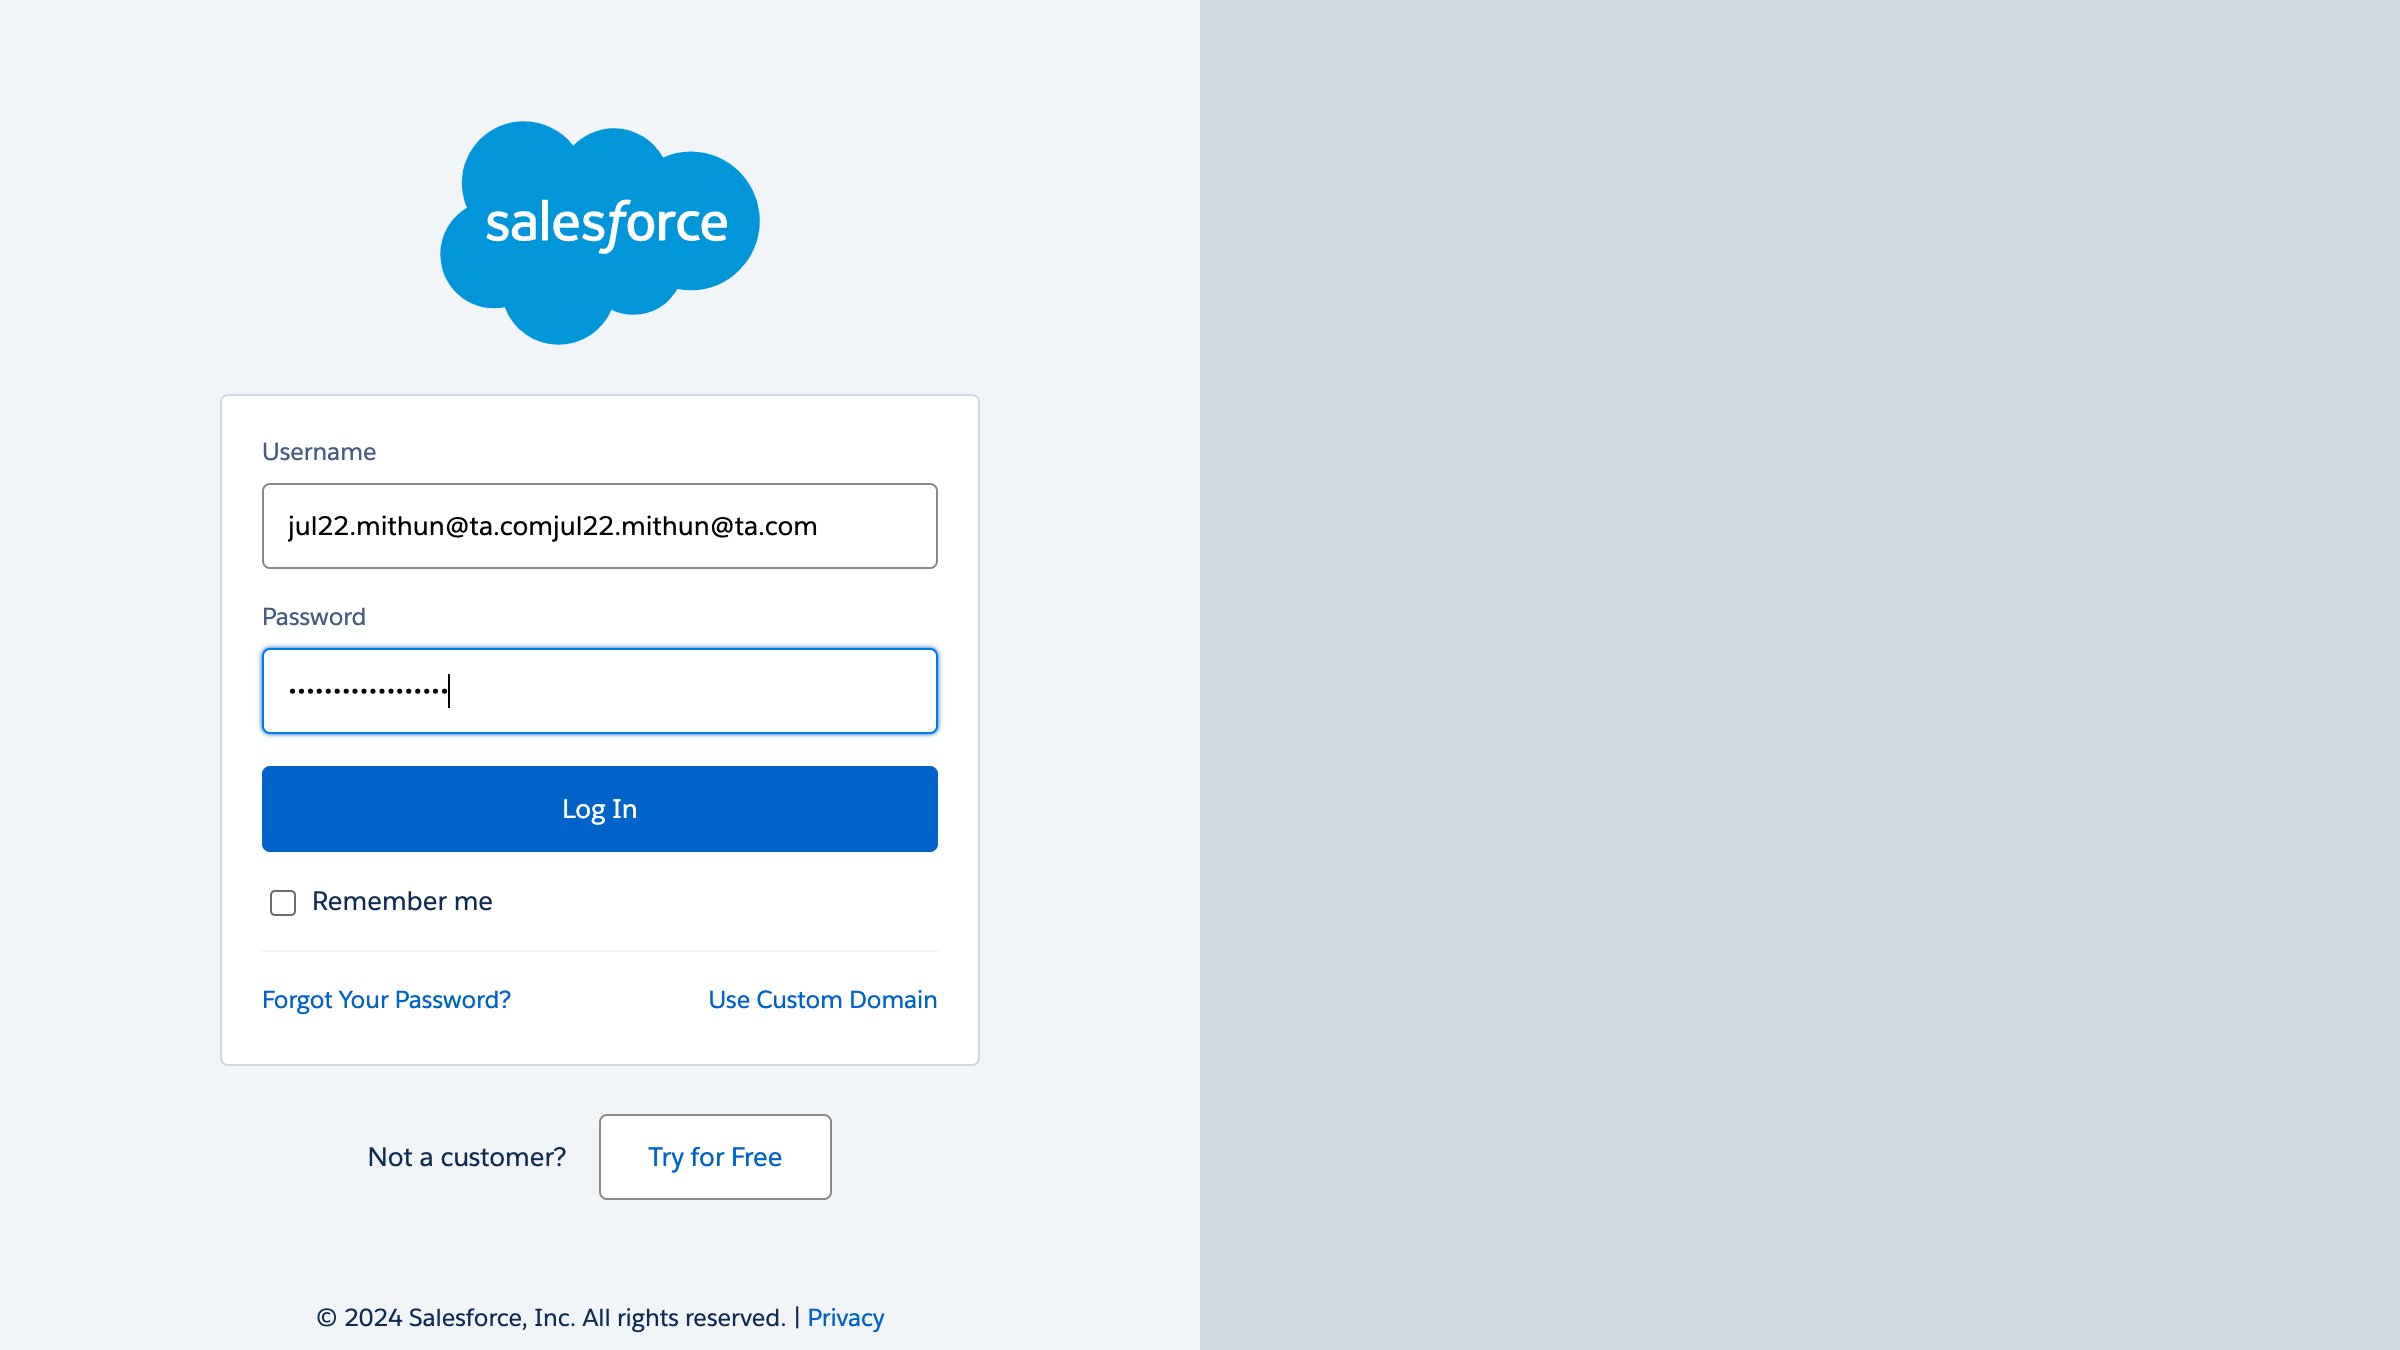 salesforce
Username
jul22.mithun@ta.comjul22.mithun@ta.com
Password
••••••••••••••••••
Log In
Remember me
Forgot Your Password? Use Custom Domain
Not a customer? Try for Free
© 2024 Salesforce, Inc. All rights reserved. | Privacy